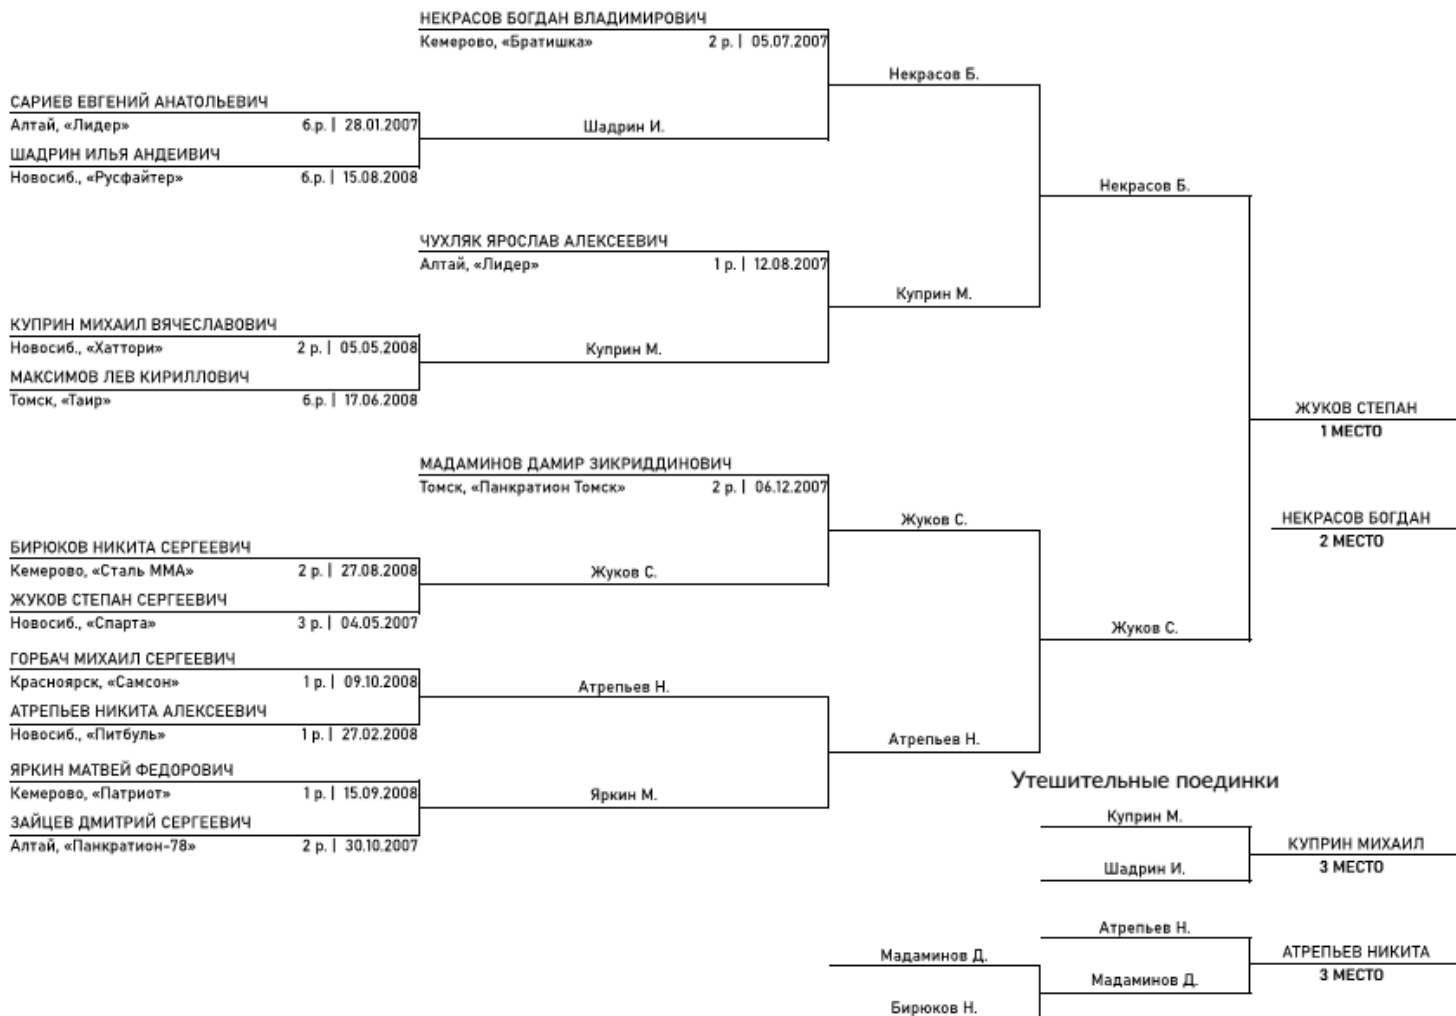 НЕКРАСОВ БОГДАН ВЛАДИМИРОВИЧ
Кемерово, «Братишка» 2 р. | 05.07.2007
Некрасов Б.
САРИЕВ ЕВГЕНИЙ АНАТОЛЬЕВИЧ
Алтай, «Лидер» 6.р. | 28.01.2007
Шадрин И.
ШАДРИН ИЛЬЯ АНДЕИВИЧ
Новосиб., «Русфайтер» 6.р. | 15.08.2008
Некрасов Б.
ЧУХЛЯК ЯРОСЛАВ АЛЕКСЕЕВИЧ
Алтай, «Лидер» 1 р. | 12.08.2007
Куприн М.
КУПРИН МИХАИЛ ВЯЧЕСЛАВОВИЧ
Новосиб., «Хаттори» 2 р. | 05.05.2008
Куприн М.
МАКСИМОВ ЛЕВ КИРИЛЛОВИЧ
Томск, «Таир» 6.р. | 17.06.2008
ЖУКОВ СТЕПАН
1 МЕСТО
МАДАМИНОВ ДАМИР ЗИКРИДДИНОВИЧ
Томск, «Панкратион Томск» 2 р. | 06.12.2007
Жуков С.
НЕКРАСОВ БОГДАН
2 МЕСТО
БИРЮКОВ НИКИТА СЕРГЕЕВИЧ
Кемерово, «Сталь ММА» 2 р. | 27.08.2008
Жуков С.
ЖУКОВ СТЕПАН СЕРГЕЕВИЧ
Новосиб., «Спарта» 3 р. | 04.05.2007
Жуков С.
ГОРБАЧ МИХАИЛ СЕРГЕЕВИЧ
Красноярск, «Самсон» 1 р. | 09.10.2008
Атрепьев Н.
АТРЕПЬЕВ НИКИТА АЛЕКСЕЕВИЧ
Новосиб., «Питбуль» 1 р. | 27.02.2008
Атрепьев Н.
ЯРКИН МАТВЕЙ ФЕДОРОВИЧ
Кемерово, «Патриот» 1 р. | 15.09.2008
Яркин М.
ЗАЙЦЕВ ДМИТРИЙ СЕРГЕЕВИЧ
Алтай, «Панкратион-78» 2 р. | 30.10.2007
Утешительные поединки
Куприн М.
КУПРИН МИХАИЛ
3 МЕСТО
Шадрин И.
Атрепьев Н.
АТРЕПЬЕВ НИКИТА
3 МЕСТО
Мадаминов Д.
Мадаминов Д.
Бирюков Н.